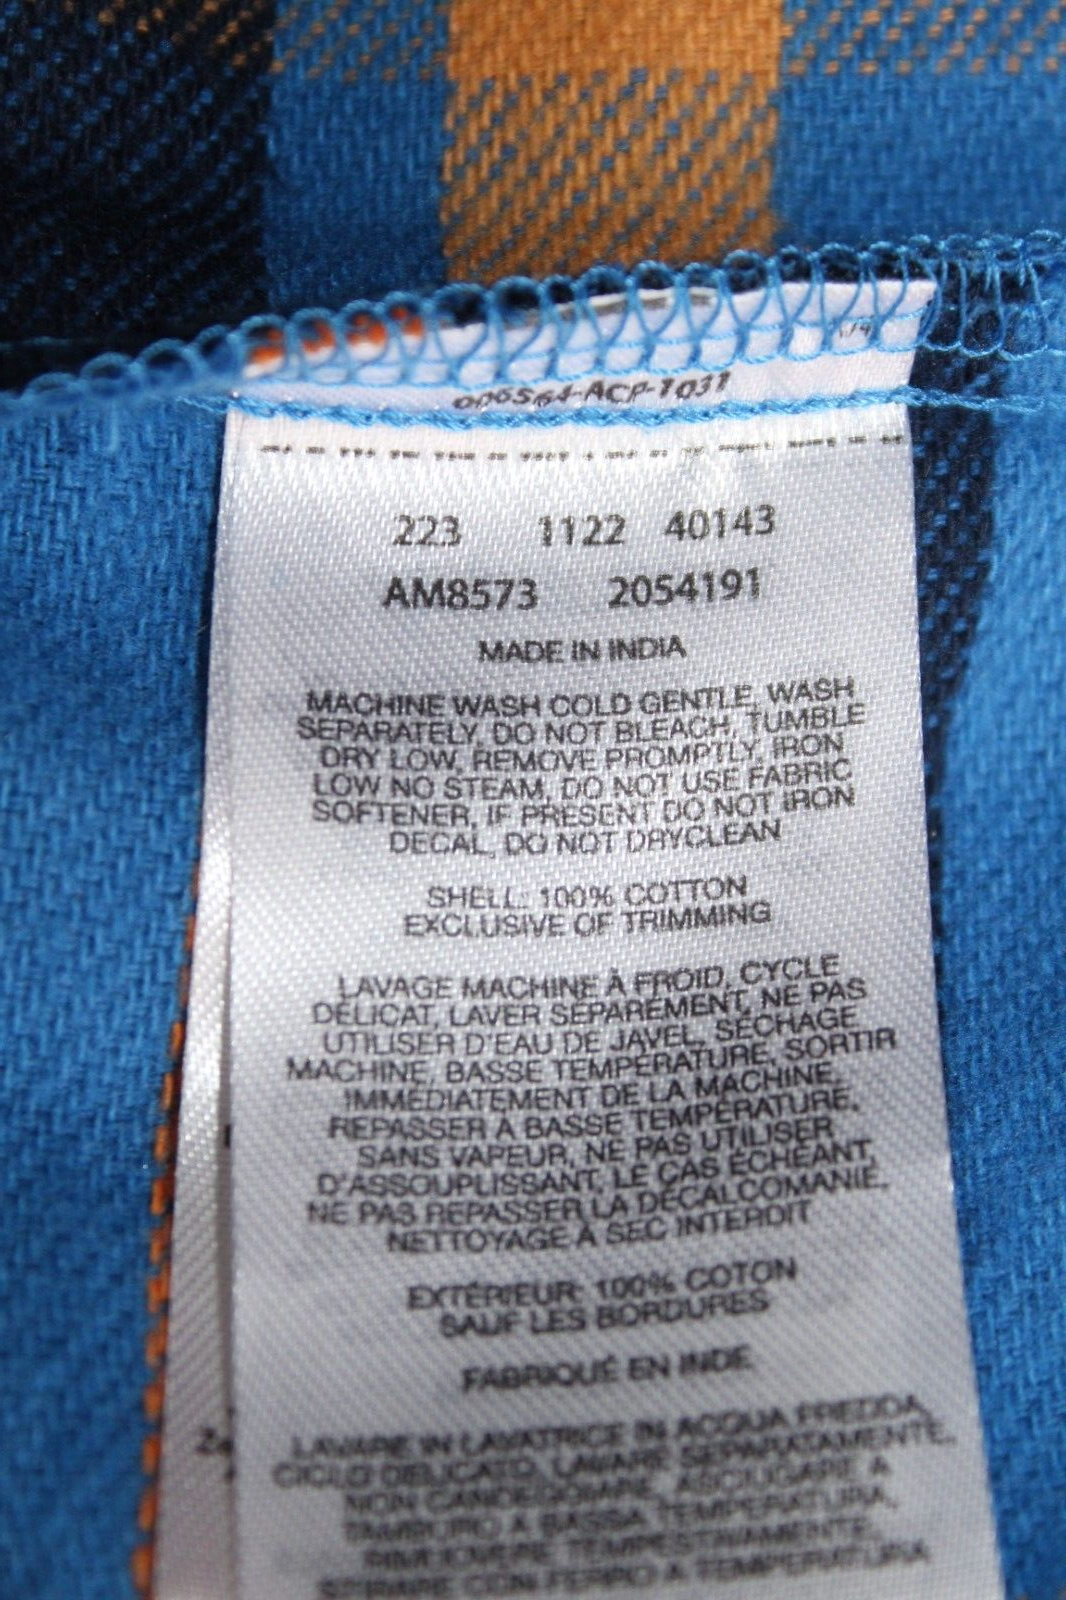 006564-ACP-1031
223 1122 40143
AM8573 2054191
MADE IN INDIA
MACHINE WASH COLD GENTLE, WASH
SEPARATELY, DO NOT BLEACH, TUMBLE
DRY LOW, REMOVE PROMPTLY, IRON
LOW NO STEAM, DO NOT USE FABRIC
SOFTENER, IF PRESENT DO NOT IRON
DECAL, DO NOT DRYCLEAN
SHELL: 100% COTTON
EXCLUSIVE OF TRIMMING
LAVAGE MACHINE À FROID, CYCLE
DÉLICAT, LAVER SÉPARÉMENT, NE PAS
UTILISER D'EAU DE JAVEL, SÉCHAGE
MACHINE, BASSE TEMPÉRATURE, SORTIR
IMMÉDIATEMENT DE LA MACHINE,
REPASSER À BASSE TEMPÉRATURE,
SANS VAPEUR, NE PAS UTILISER
D'ASSOUPLISSANT, LE CAS ÉCHÉANT,
NE PAS REPASSER LA DÉCALCOMANIE,
NETTOYAGE À SEC INTERDIT
EXTÉRIEUR: 100% COTON
SAUF LES BORDURES
FABRIQUÉ EN INDE
LAVARE IN LAVATRICE IN ACQUA FREDDA,
CICLO DELICATO, LAVARE SEPARATAMENTE,
NON CANDEGGIARE, ASCIUGARE A
TAMBURO A BASSA TEMPERATURA,
RIMUOVERE TEMPESTIVAMENTE,
STIRARE CON FERRO A TEMPERATURA